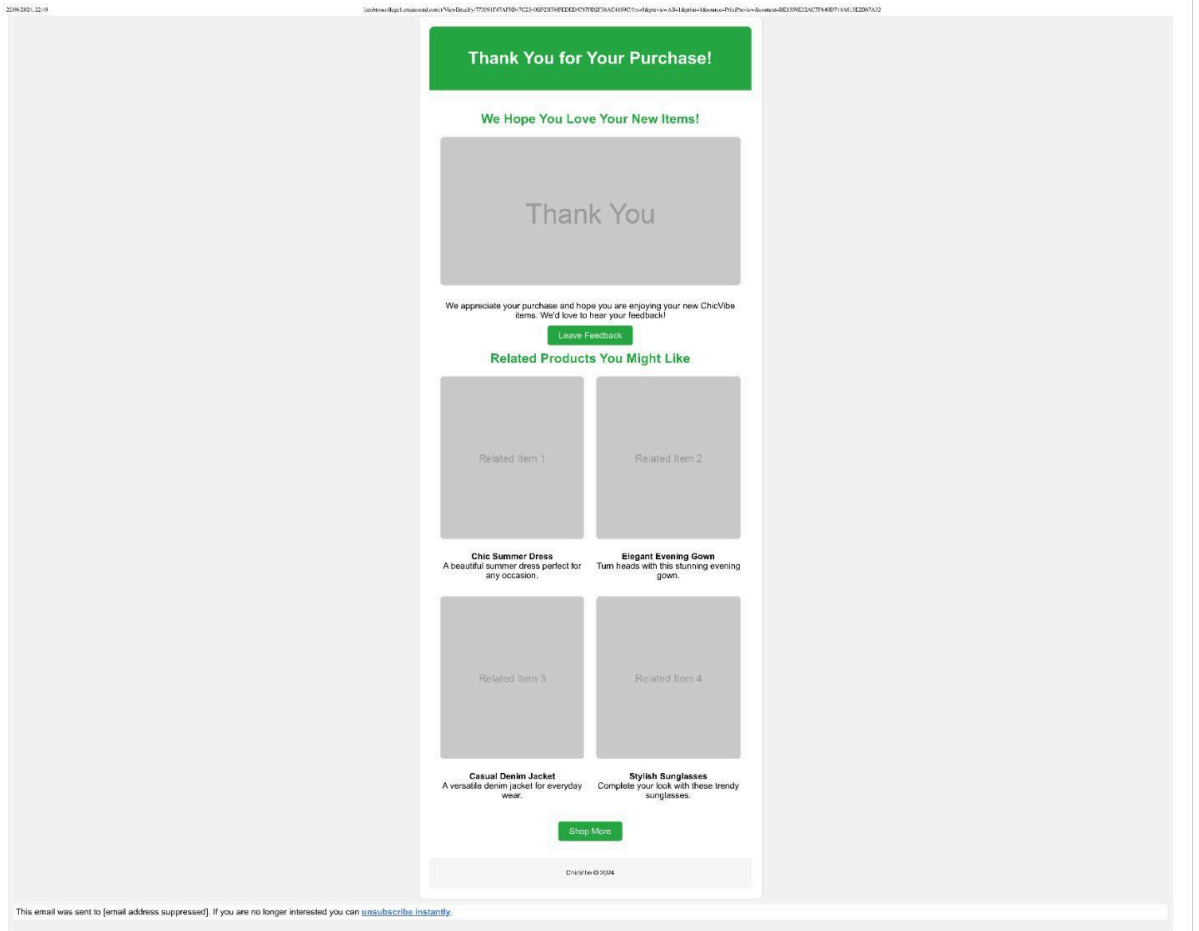 22/06/2024, 22:49
Thank You for Your Purchase!
We Hope You Love Your New Items!
Thank You
We appreciate your purchase and hope you are enjoying your new ChicVibe
items. We'd love to hear your feedback!
Leave Feedback
Related Products You Might Like
Related Item 1
Related Item 2
Chic Summer Dress
A beautiful summer dress perfect for
any occasion.
Elegant Evening Gown
Turn heads with this stunning evening
gown.
Related Item 3
Related Item 4
Casual Denim Jacket
A versatile denim jacket for everyday
wear.
Stylish Sunglasses
Complete your look with these trendy
sunglasses.
Shop More
ChicVibe © 2024
This email was sent to [email address suppressed]. If you are no longer interested you can unsubscribe instantly.